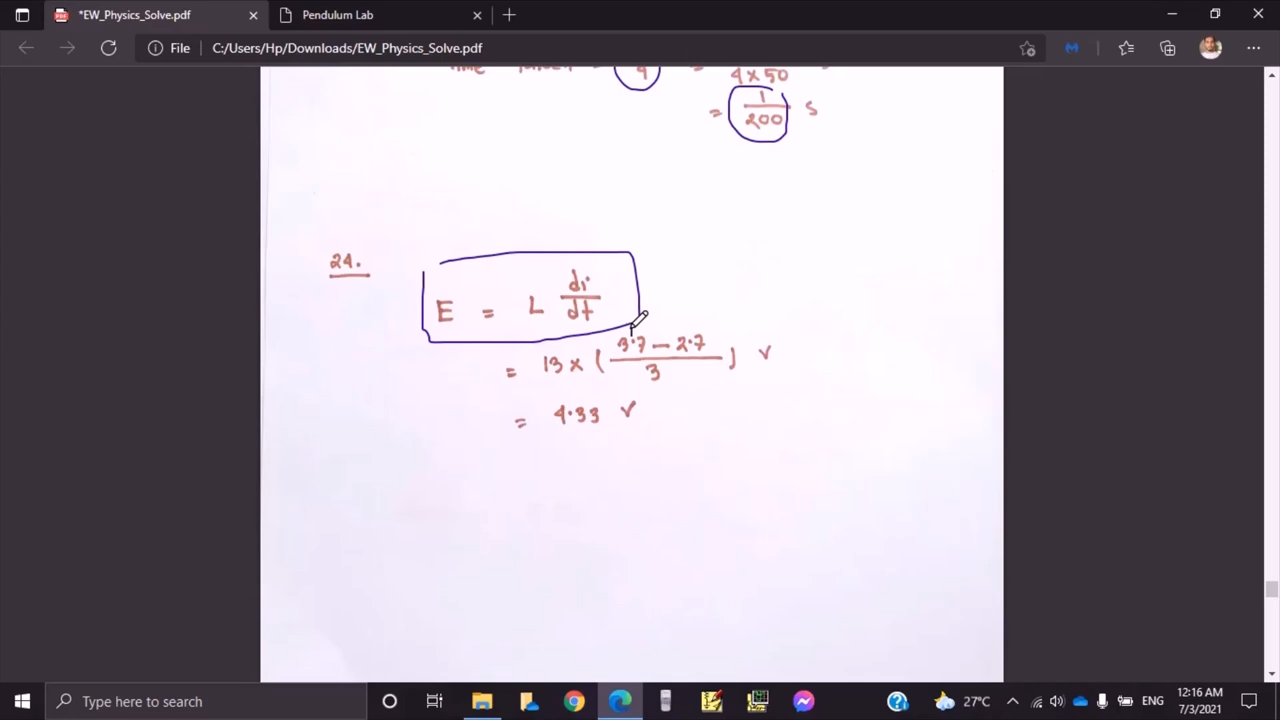 *EW_Physics_Solve.pdf
Pendulum Lab
File C:/Users/Hp/Downloads/EW_Physics_Solve.pdf
4 = 4 × 50
= 1/200 s
24.
E = L di/dt
= 13 × ( 3.7 - 2.7 / 3 ) V
= 4.33 V
Type here to search
27°C ENG 12:16 AM
7/3/2021